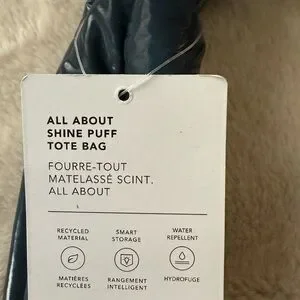 ALL ABOUT
SHINE PUFF
TOTE BAG
FOURRE-TOUT
MATELASSÉ SCINT.
ALL ABOUT
RECYCLED MATERIAL
SMART STORAGE
WATER REPELLENT
MATIÈRES RECYCLÉES
RANGEMENT INTELLIGENT
HYDROFUGE